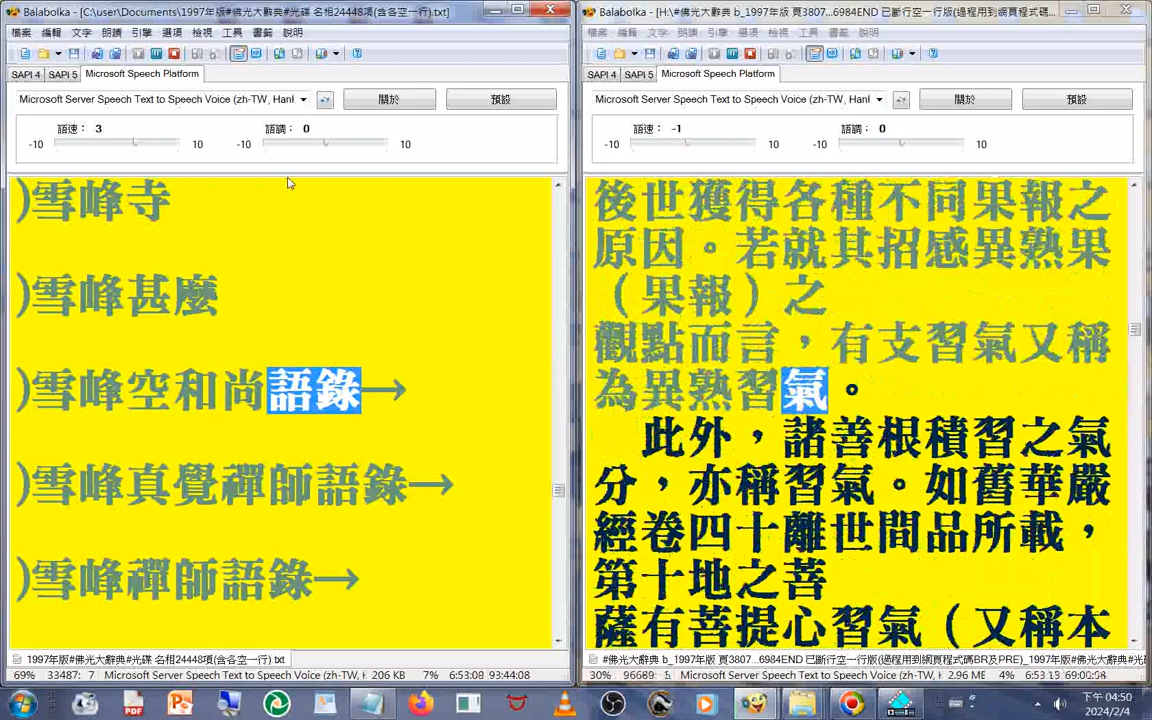 Balabolka - [C:\user\Documents\1997年版#佛光大辭典#光碟 名相24448項(含各空一行).txt]
檔案 編輯 文字 朗讀 引擎 選項 檢視 工具 書籤 說明
SAPI 4 SAPI 5 Microsoft Speech Platform
Microsoft Server Speech Text to Speech Voice (zh-TW, Hanl
關於 預設
語速： 3 語調： 0
-10 10 -10 10
)雪峰寺
)雪峰甚麼
)雪峰空和尚語錄→
)雪峰真覺禪師語錄→
)雪峰禪師語錄→
1997年版#佛光大辭典#光碟 名相24448項(含各空一行).txt
69% 33487: 7 Microsoft Server Speech Text to Speech Voice (zh-TW, H 206 KB 7% 6:53:08 93:44:08
Balabolka - [H:\#佛光大辭典 b_1997年版 頁3807...6984END 已斷行空一行版(過程用到網頁程式碼...
檔案 編輯 文字 朗讀 引擎 選項 檢視 工具 書籤 說明
SAPI 4 SAPI 5 Microsoft Speech Platform
Microsoft Server Speech Text to Speech Voice (zh-TW, Hanl
關於 預設
語速： -1 語調： 0
-10 10 -10 10
後世獲得各種不同果報之
原因。若就其招感異熟果
（果報）之
觀點而言，有支習氣又稱
為異熟習氣。
此外，諸善根積習之氣
分，亦稱習氣。如舊華嚴
經卷四十離世間品所載，
第十地之菩
薩有菩提心習氣（又稱本
#佛光大辭典 b_1997年版 頁3807...6984END 已斷行空一行版(過程用到網頁程式碼BR及PRE)_1997年版#光
30% 96689: Microsoft Server Speech Text to Speech Voice (zh-TW, H 2.96 MB 4% 6:53:13 69:00:08
下午 04:50
2024/2/4